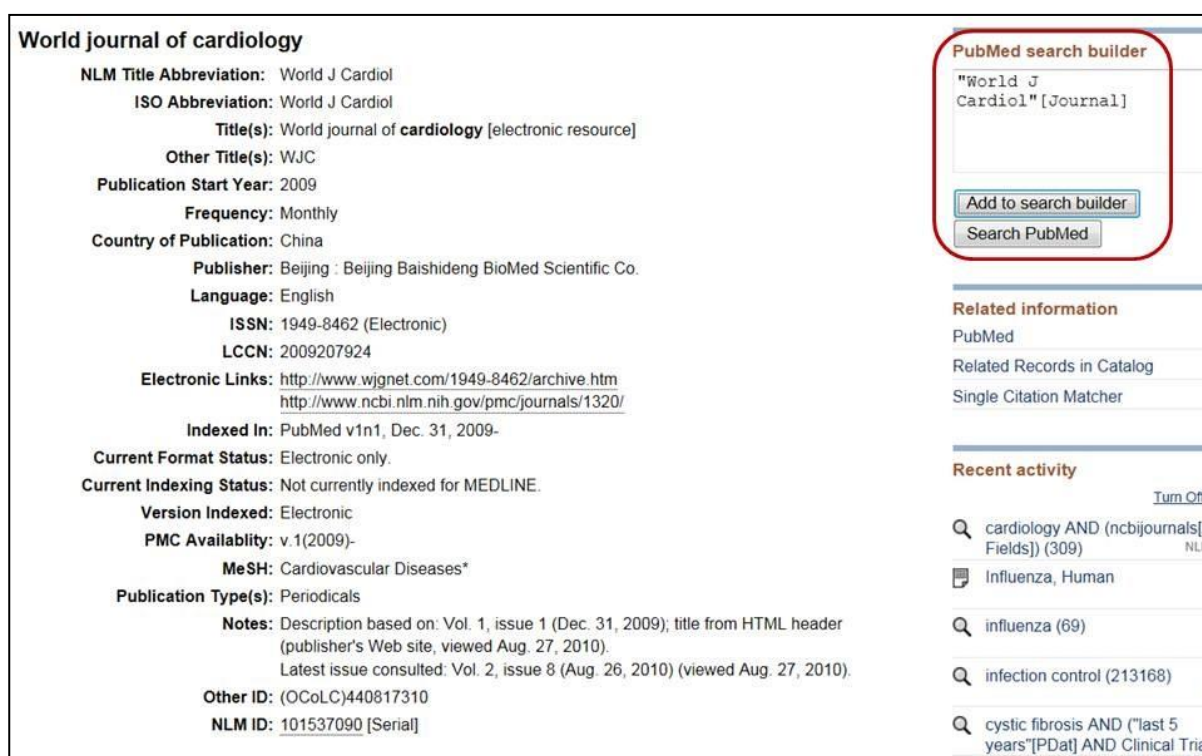 World journal of cardiology
NLM Title Abbreviation: World J Cardiol
ISO Abbreviation: World J Cardiol
Title(s): World journal of cardiology [electronic resource]
Other Title(s): WJC
Publication Start Year: 2009
Frequency: Monthly
Country of Publication: China
Publisher: Beijing : Beijing Baishideng BioMed Scientific Co.
Language: English
ISSN: 1949-8462 (Electronic)
LCCN: 2009207924
Electronic Links: http://www.wjgnet.com/1949-8462/archive.htm
http://www.ncbi.nlm.nih.gov/pmc/journals/1320/
Indexed In: PubMed v1n1, Dec. 31, 2009-
Current Format Status: Electronic only.
Current Indexing Status: Not currently indexed for MEDLINE.
Version Indexed: Electronic
PMC Availablity: v.1(2009)-
MeSH: Cardiovascular Diseases*
Publication Type(s): Periodicals
Notes: Description based on: Vol. 1, issue 1 (Dec. 31, 2009); title from HTML header
(publisher's Web site, viewed Aug. 27, 2010).
Latest issue consulted: Vol. 2, issue 8 (Aug. 26, 2010) (viewed Aug. 27, 2010).
Other ID: (OCoLC)440817310
NLM ID: 101537090 [Serial]
PubMed search builder
"World J
Cardiol"[Journal]
Add to search builder
Search PubMed
Related information
PubMed
Related Records in Catalog
Single Citation Matcher
Recent activity
Turn Of
cardiology AND (ncbijournals[
Fields]) (309) NL
Influenza, Human
influenza (69)
infection control (213168)
cystic fibrosis AND ("last 5
years"[PDat] AND Clinical Tria